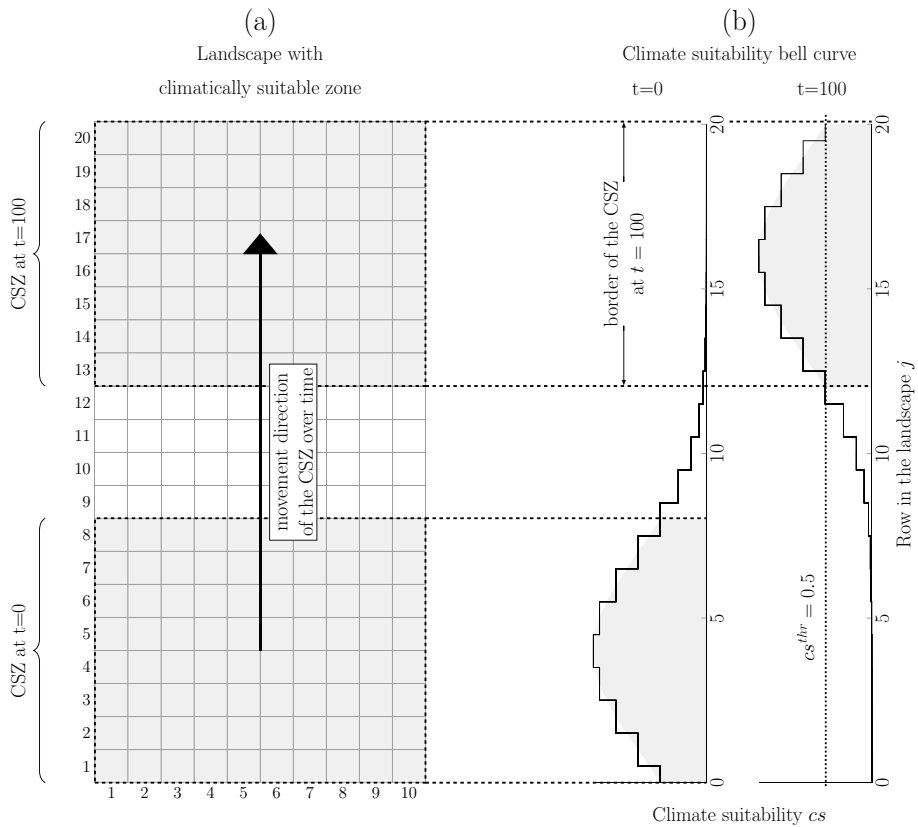 (a)
Landscape with
climatically suitable zone
(b)
Climate suitability bell curve
t=0
t=100
CSZ at t=100
CSZ at t=0
20
19
18
17
16
15
14
13
12
11
10
9
8
7
6
5
4
3
2
1
1 2 3 4 5 6 7 8 9 10
movement direction
of the CSZ over time
border of the CSZ
at t = 100
20
15
10
5
0
cs^thr = 0.5
20
15
10
5
0
Row in the landscape j
Climate suitability cs